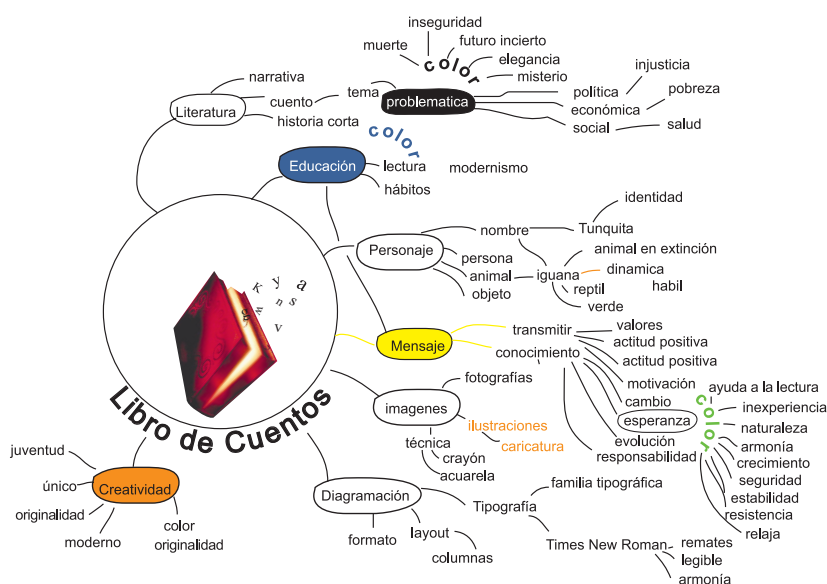 inseguridad
muerte
futuro incierto
color
elegancia
misterio
narrativa
Literatura
cuento
tema
historia corta
problematica
política
injusticia
económica
pobreza
social
salud
color
Educación
lectura
modernismo
hábitos
Personaje
nombre
identidad
Tunquita
persona
animal
objeto
iguana
animal en extinción
dinamica
habil
reptil
verde
K y a
n s
v
Libro de Cuentos
Mensaje
transmitir
valores
actitud positiva
conocimiento
actitud positiva
motivación
cambio
esperanza
evolución
responsabilidad
color
ayuda a la lectura
inexperiencia
naturaleza
armonía
crecimiento
seguridad
estabilidad
resistencia
relaja
imagenes
fotografías
ilustraciones
caricatura
técnica
crayón
acuarela
Creatividad
juventud
único
originalidad
moderno
color
originalidad
Diagramación
formato
layout
columnas
Tipografía
familia tipográfica
Times New Roman
remates
legible
armonía